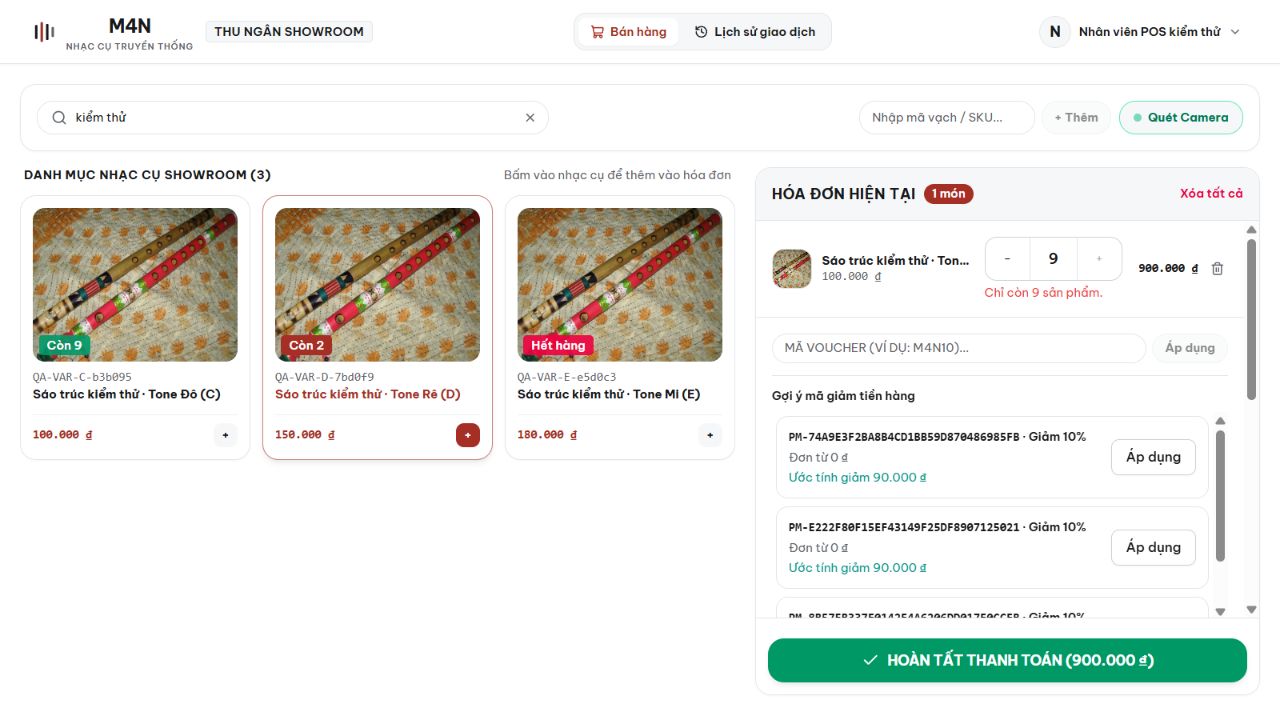 M4N
NHẠC CỤ TRUYỀN THỐNG
THU NGÂN SHOWROOM
Bán hàng
Lịch sử giao dịch
N
Nhân viên POS kiểm thử
kiểm thử
Nhập mã vạch / SKU...
+ Thêm
Quét Camera
DANH MỤC NHẠC CỤ SHOWROOM (3)
Bấm vào nhạc cụ để thêm vào hóa đơn
Còn 9
QA-VAR-C-b3b095
Sáo trúc kiểm thử · Tone Đô (C)
100.000 ₫
+
Còn 2
QA-VAR-D-7bd0f9
Sáo trúc kiểm thử · Tone Rê (D)
150.000 ₫
+
Hết hàng
QA-VAR-E-e5d0c3
Sáo trúc kiểm thử · Tone Mi (E)
180.000 ₫
+
HÓA ĐƠN HIỆN TẠI
1 món
Xóa tất cả
Sáo trúc kiểm thử · Ton...
100.000 ₫
-
9
+
900.000 ₫
Chỉ còn 9 sản phẩm.
MÃ VOUCHER (VÍ DỤ: M4N10)...
Áp dụng
Gợi ý mã giảm tiền hàng
PM-74A9E3F2BA8B4CD1BB59D870486985FB · Giảm 10%
Đơn từ 0 ₫
Ước tính giảm 90.000 ₫
Áp dụng
PM-E222F80F15EF43149F25DF8907125021 · Giảm 10%
Đơn từ 0 ₫
Ước tính giảm 90.000 ₫
Áp dụng
· Giảm 10%
HOÀN TẤT THANH TOÁN (900.000 ₫)